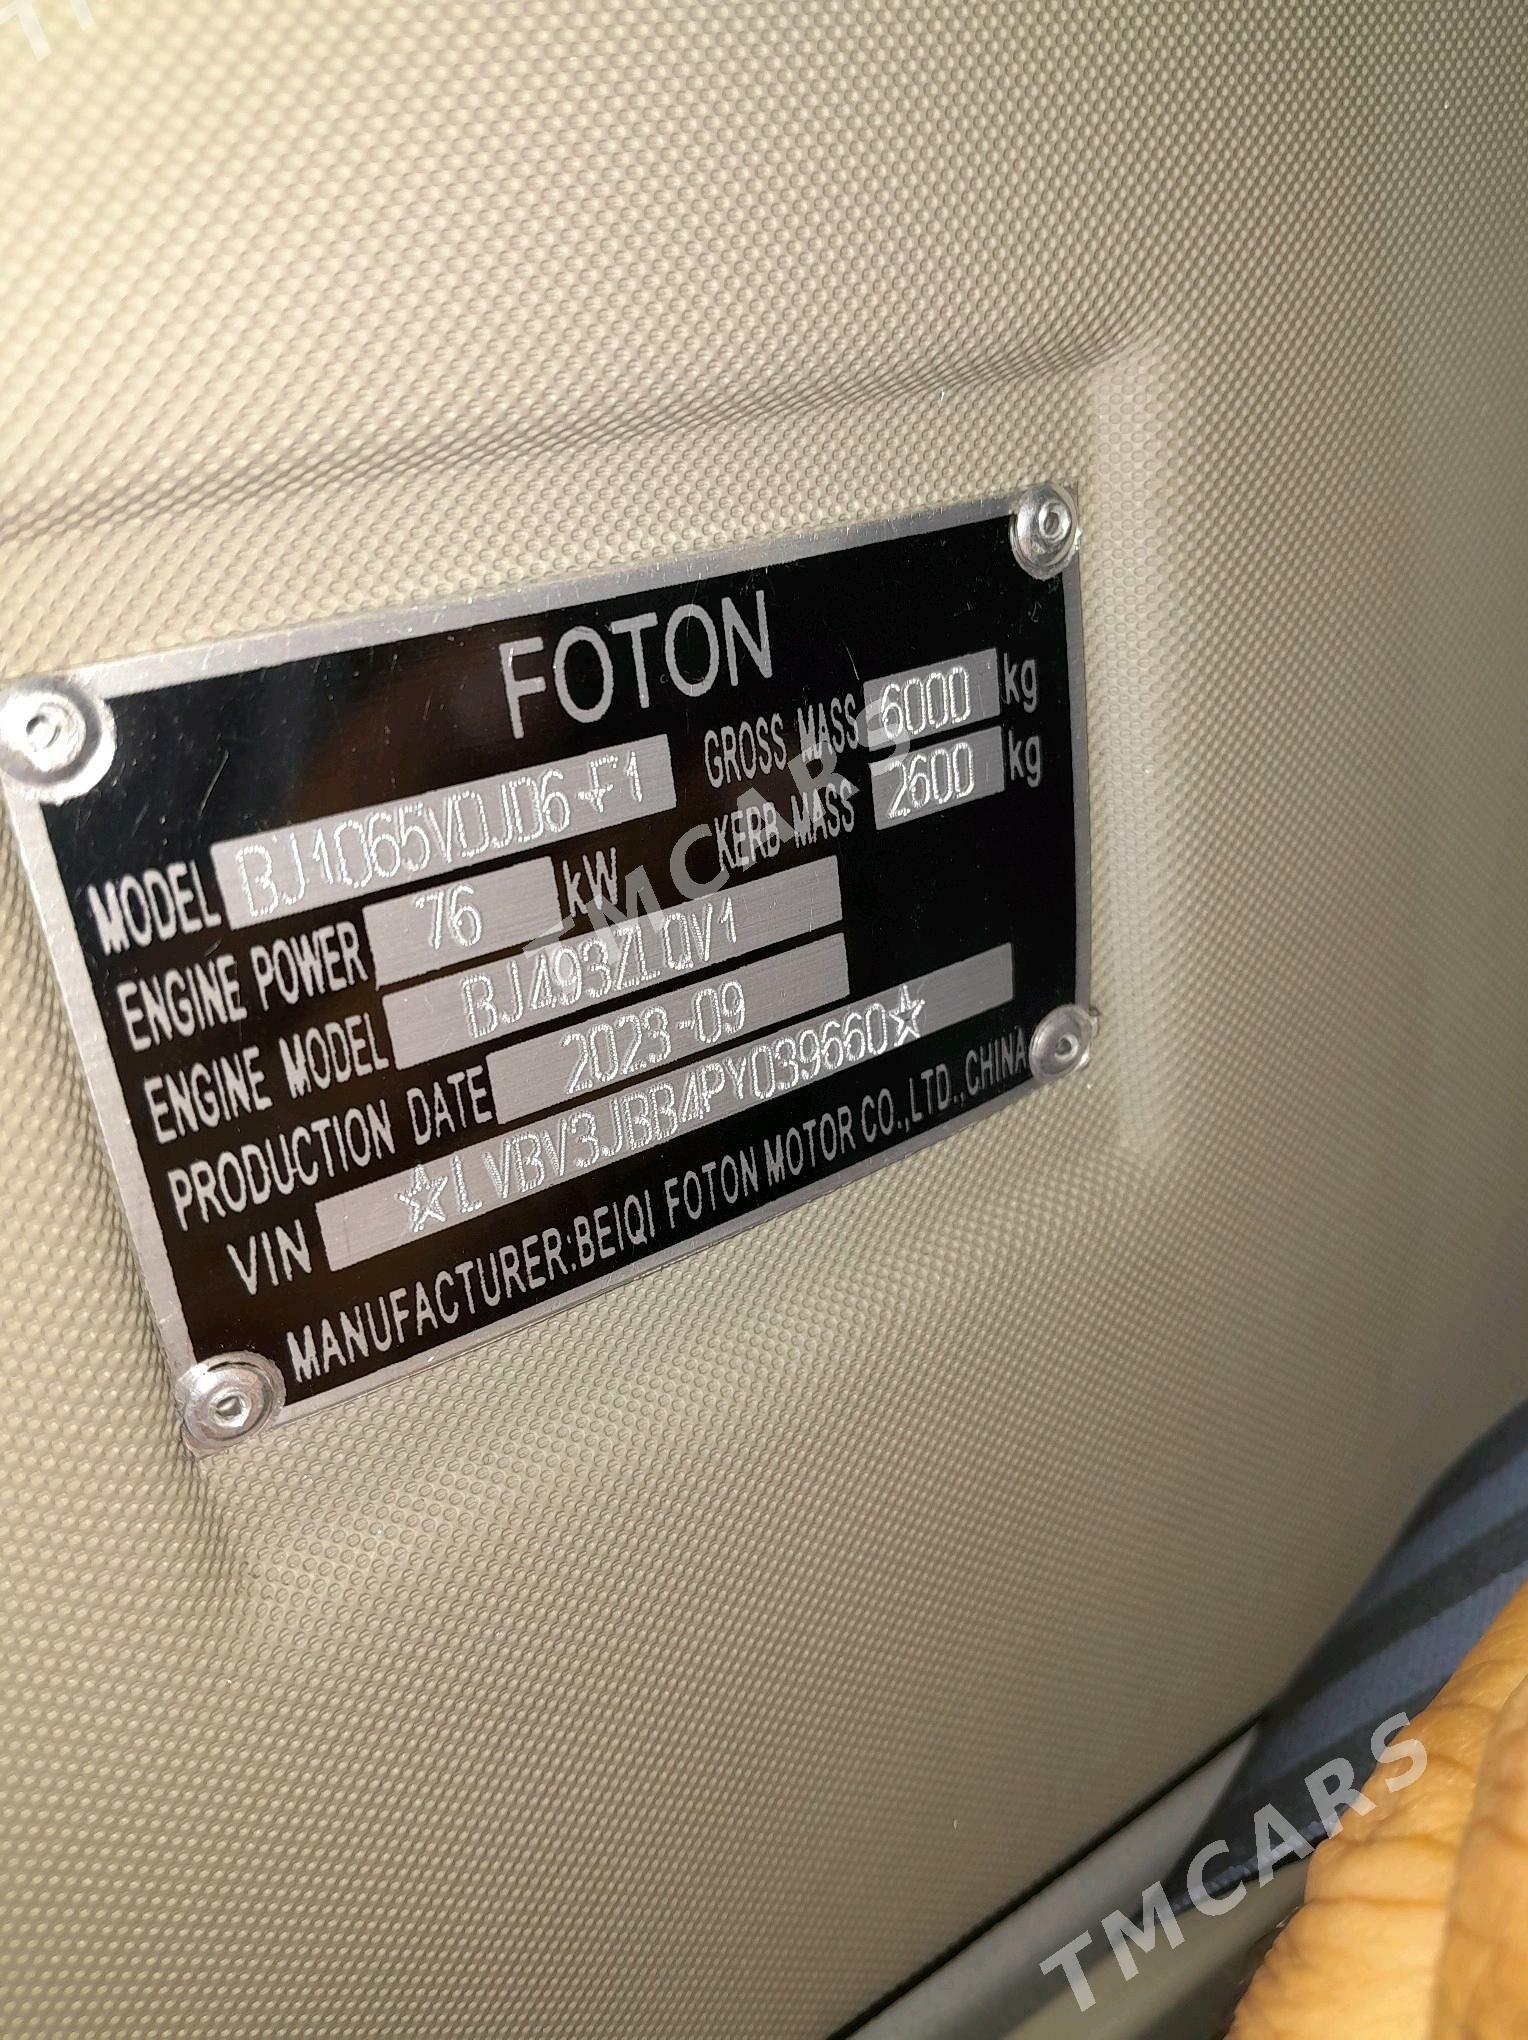 FOTON
MODEL BJ1065VDJD6-F1 GROSS MASS 6000 kg
ENGINE POWER 76 kW KERB MASS 2600 kg
ENGINE MODEL BJ493ZLQV1
PRODUCTION DATE 2023-09
VIN ☆LVBV3JBB4PY039660☆
MANUFACTURER:BEIQI FOTON MOTOR CO.,LTD.,CHINA
TMCARS
TMCARS